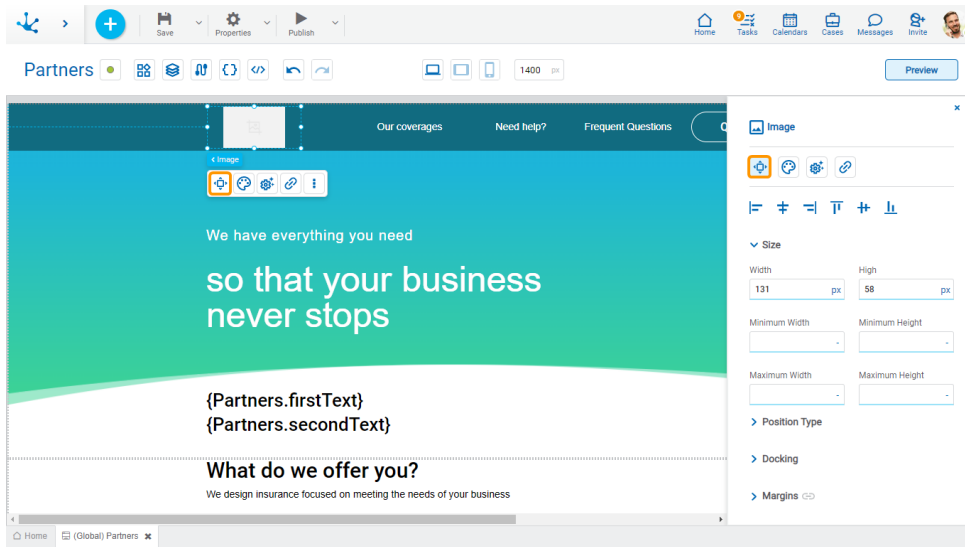 Save
Properties
Publish
Home
9
Tasks
Calendars
Cases
Messages
Invite
Partners
1400 px
Preview
Our coverages
Need help?
Frequent Questions
Image
Image
We have everything you need
so that your business
never stops
Size
Width
High
131 px
58 px
Minimum Width
Minimum Height
-
-
Maximum Width
Maximum Height
-
-
Position Type
Docking
Margins
{Partners.firstText}
{Partners.secondText}
What do we offer you?
We design insurance focused on meeting the needs of your business
Home
(Global) Partners